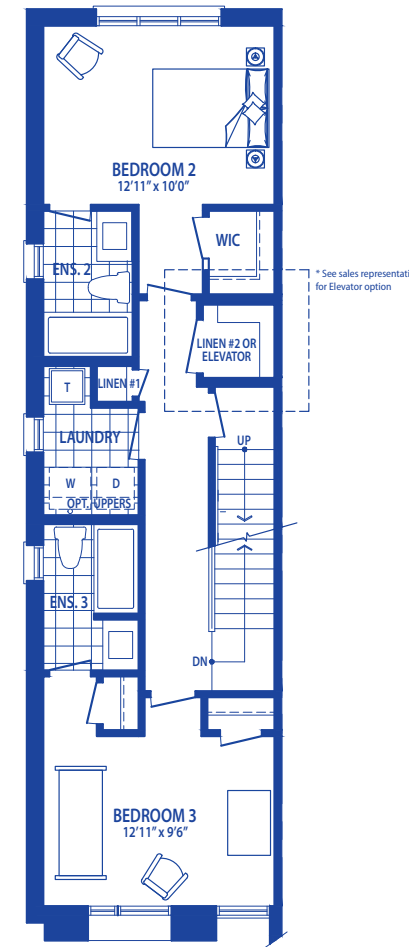 BEDROOM 2
12'11" x 10'0"
WIC
ENS. 2
* See sales representati
for Elevator option
LINEN #2 OR
ELEVATOR
T
LINEN #1
LAUNDRY
UP
W
D
OPT. UPPERS
ENS. 3
DN
BEDROOM 3
12'11" x 9'6"